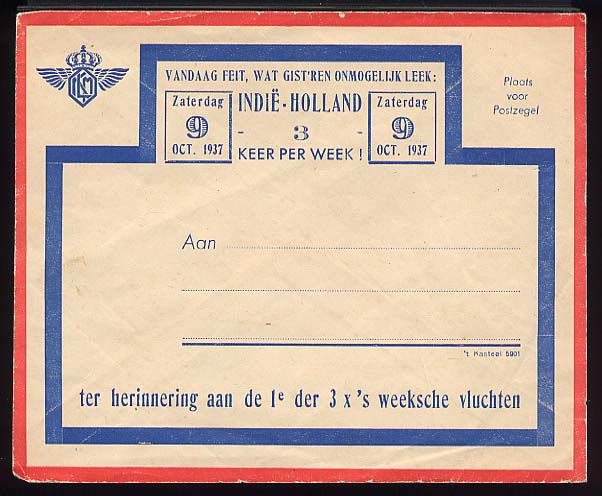 KLM
VANDAAG FEIT, WAT GIST'REN ONMOGELIJK LEEK:
Zaterdag
9
OCT. 1937
INDIË - HOLLAND
- 3 -
KEER PER WEEK !
Zaterdag
9
OCT. 1937
Plaats
voor
Postzegel
Aan
't Kasteel 5901
ter herinnering aan de 1e der 3 x 's weeksche vluchten